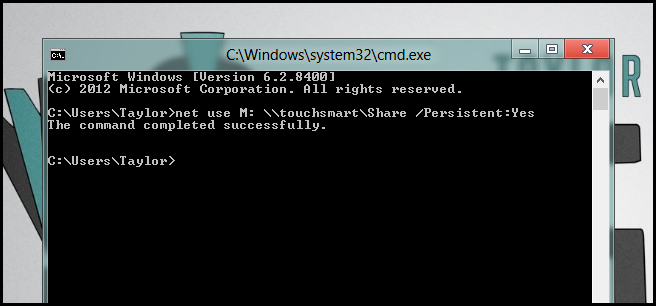 C:\Windows\system32\cmd.exe
Microsoft Windows [Version 6.2.8400]
(c) 2012 Microsoft Corporation. All rights reserved.
C:\Users\Taylor>net use M: \\touchsmart\Share /Persistent:Yes
The command completed successfully.
C:\Users\Taylor>